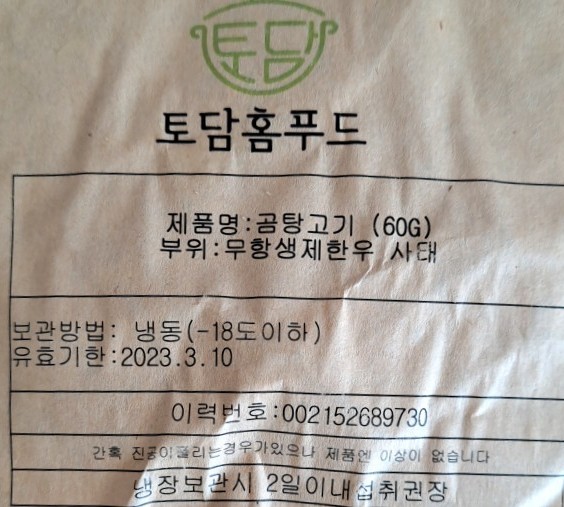 토담
토담홈푸드
제품명:곰탕고기 (60G)
부위:무항생제한우 사태
보관방법: 냉동(-18도이하)
유효기한:2023.3.10
이력번호:002152689730
간혹 진공이풀리는경우가있으나 제품엔 이상이 없습니다
냉장보관시 2일이내섭취권장